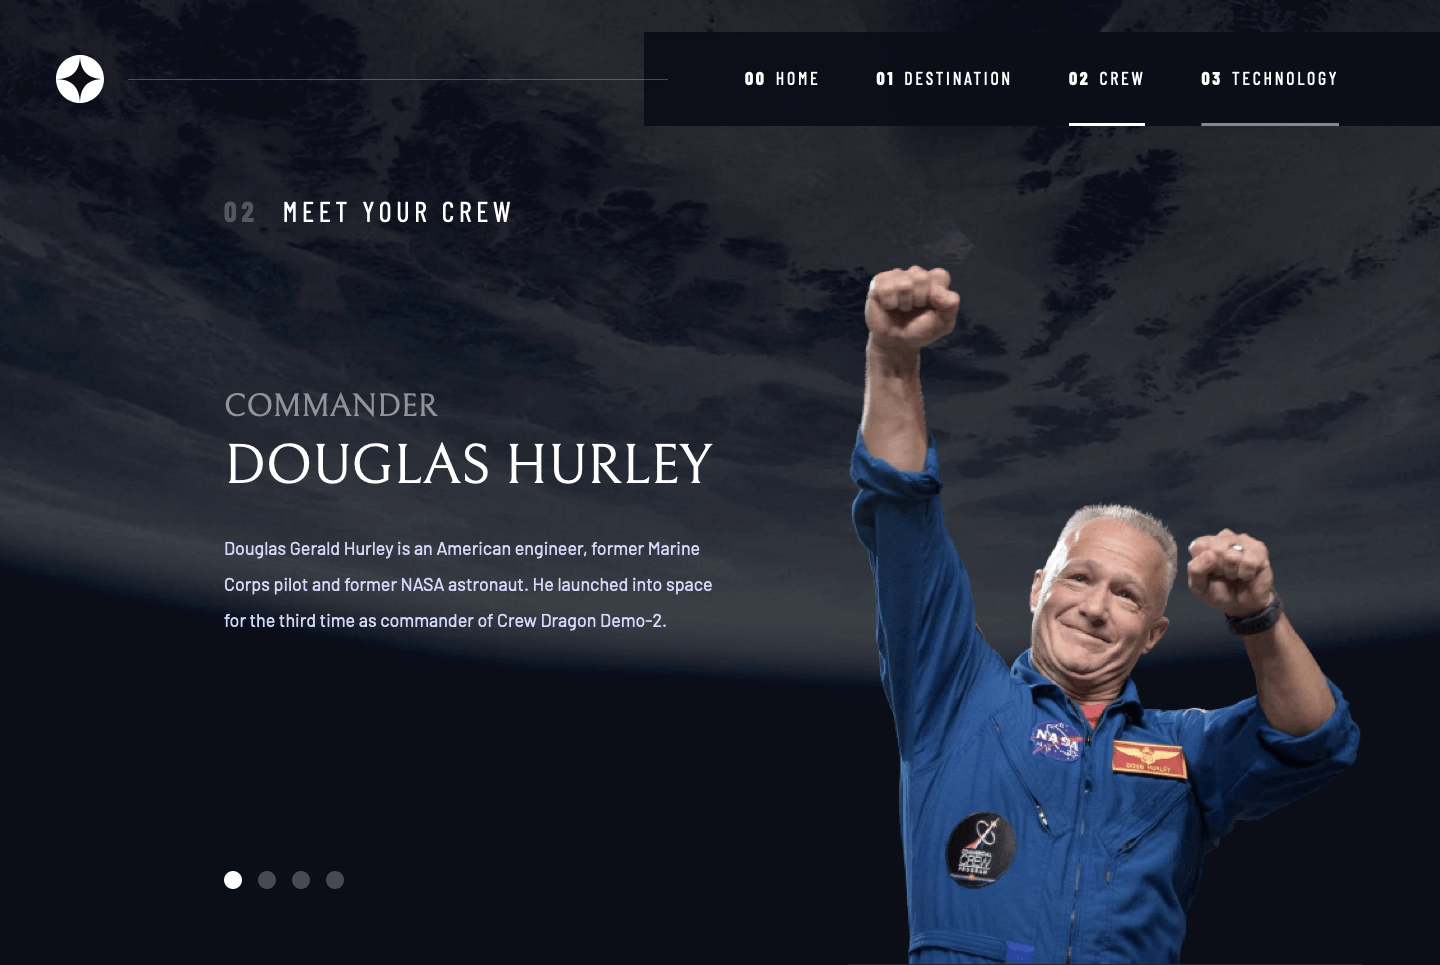 00 HOME 01 DESTINATION 02 CREW 03 TECHNOLOGY
02 MEET YOUR CREW
COMMANDER
DOUGLAS HURLEY
Douglas Gerald Hurley is an American engineer, former Marine
Corps pilot and former NASA astronaut. He launched into space
for the third time as commander of Crew Dragon Demo-2.
NASA
DOUG HURLEY
COMMERCIAL
CREW
PROGRAM